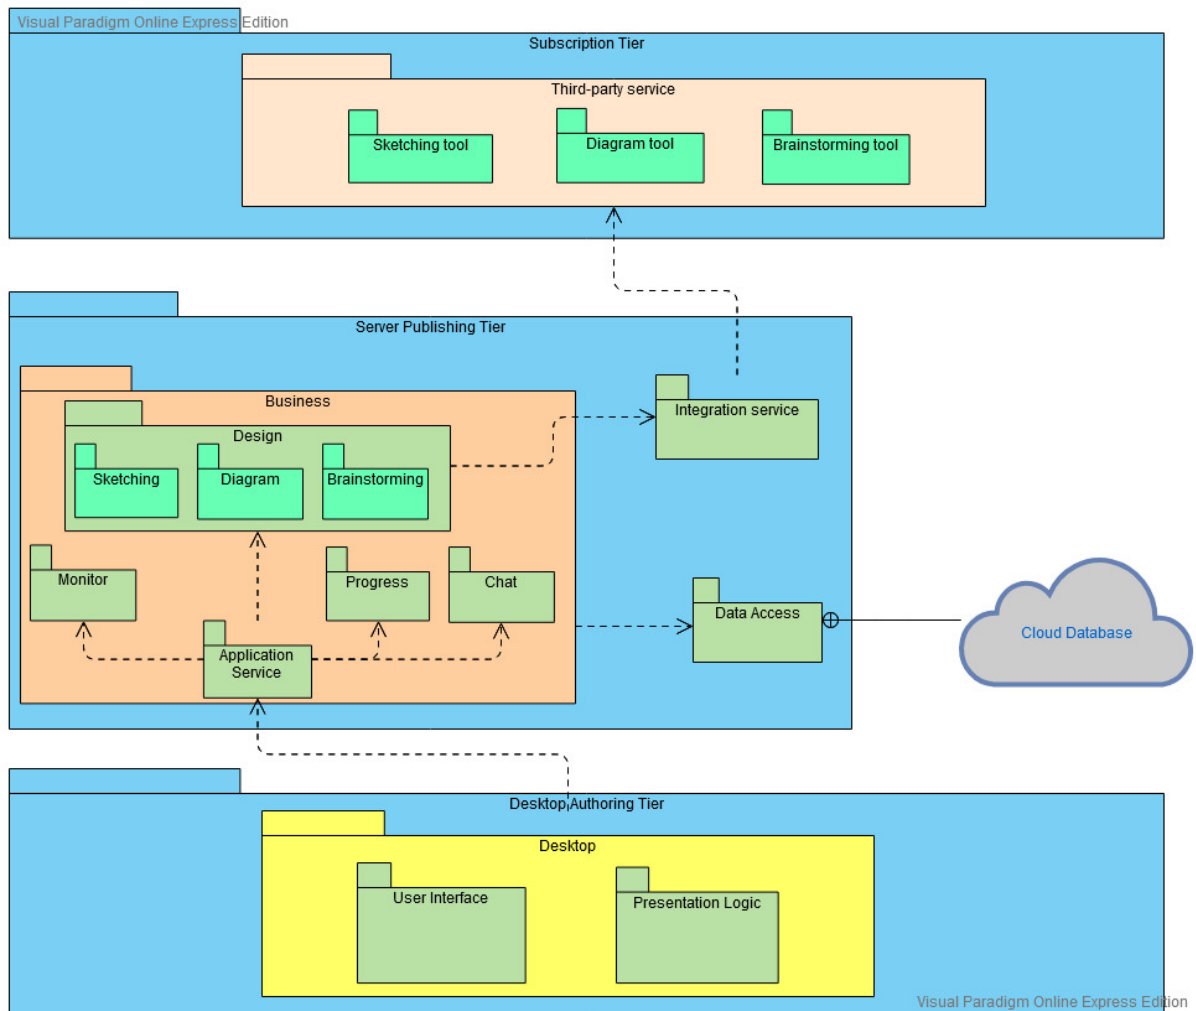 Visual Paradigm Online Express Edition
Subscription Tier
Third-party service
Sketching tool
Diagram tool
Brainstorming tool
Server Publishing Tier
Business
Integration service
Design
Sketching
Diagram
Brainstorming
Monitor
Progress
Chat
Data Access
Cloud Database
Application
Service
Desktop Authoring Tier
Desktop
User Interface
Presentation Logic
Visual Paradigm Online Express Edition